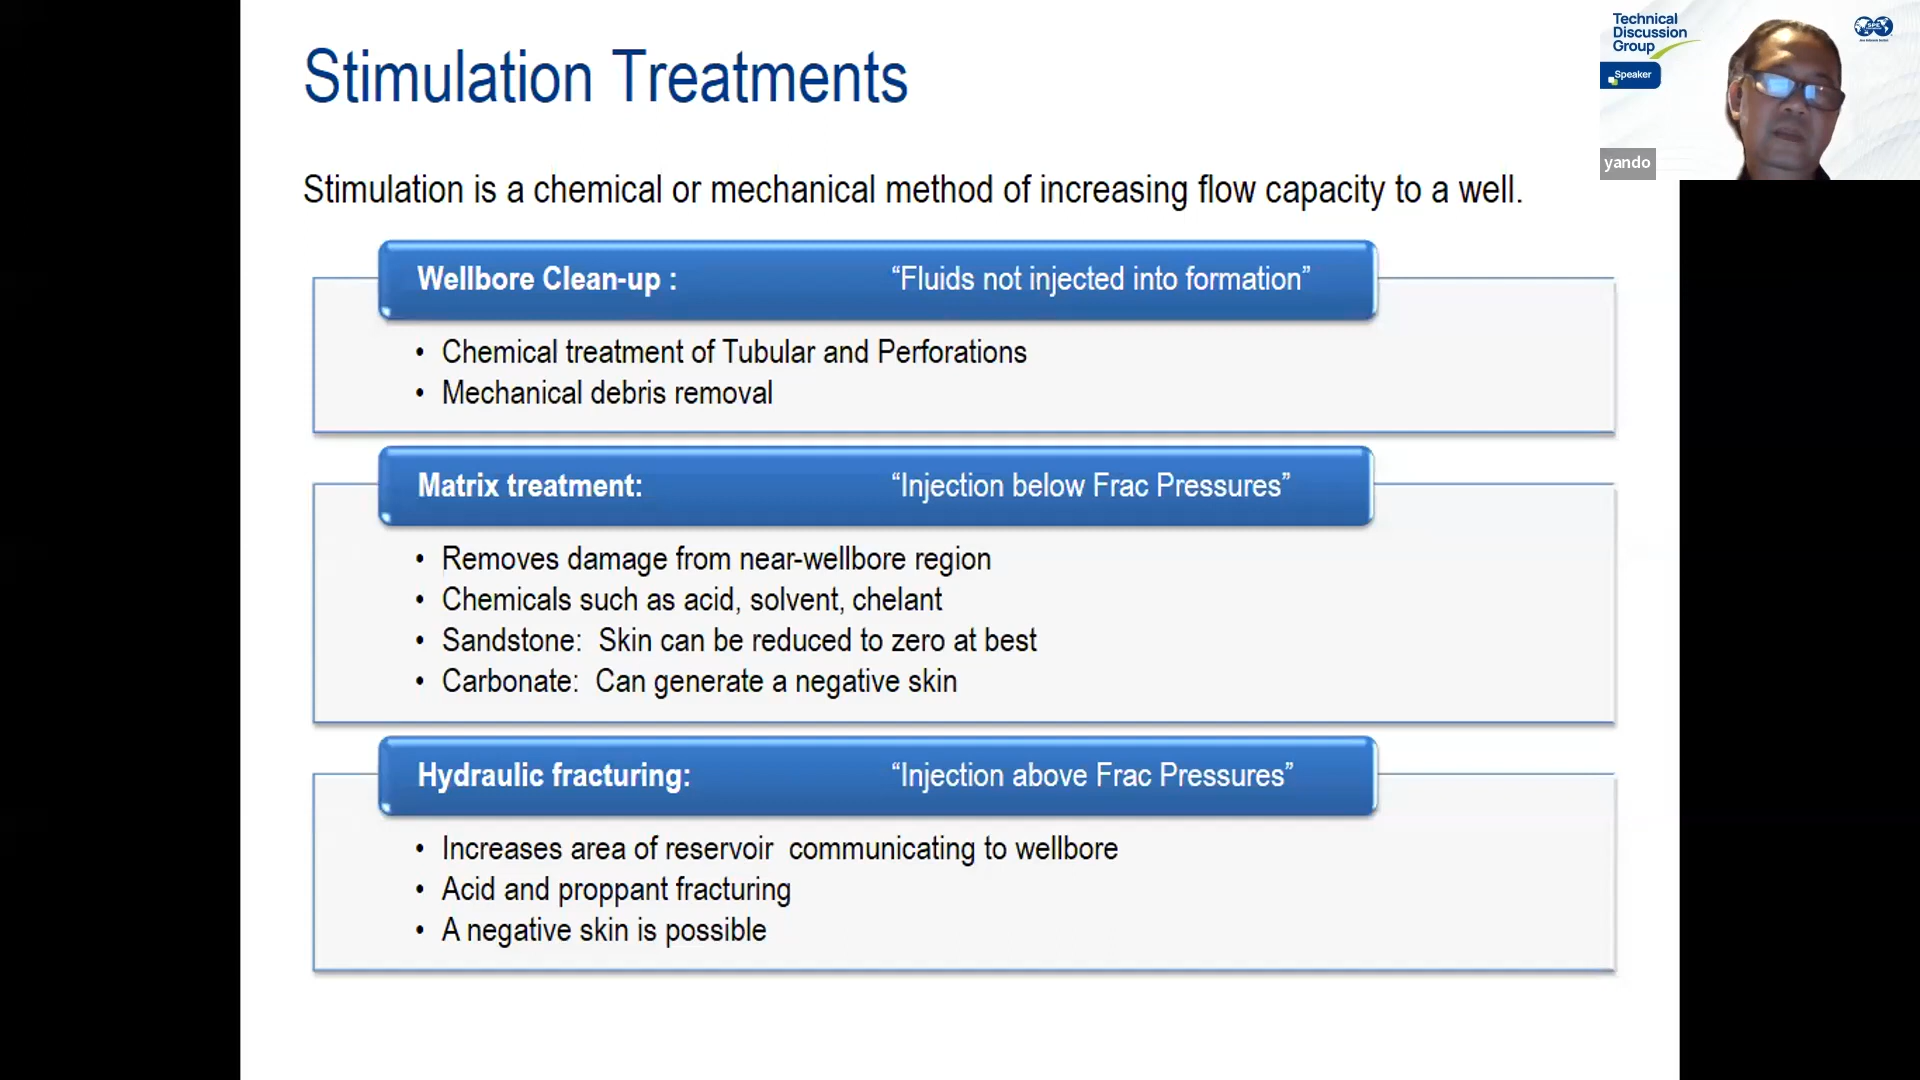 Stimulation Treatments
Technical
Discussion
Group
Speaker
SPE
yando
Stimulation is a chemical or mechanical method of increasing flow capacity to a well.
Wellbore Clean-up : “Fluids not injected into formation”
• Chemical treatment of Tubular and Perforations
• Mechanical debris removal
Matrix treatment: “Injection below Frac Pressures”
• Removes damage from near-wellbore region
• Chemicals such as acid, solvent, chelant
• Sandstone: Skin can be reduced to zero at best
• Carbonate: Can generate a negative skin
Hydraulic fracturing: “Injection above Frac Pressures”
• Increases area of reservoir communicating to wellbore
• Acid and proppant fracturing
• A negative skin is possible